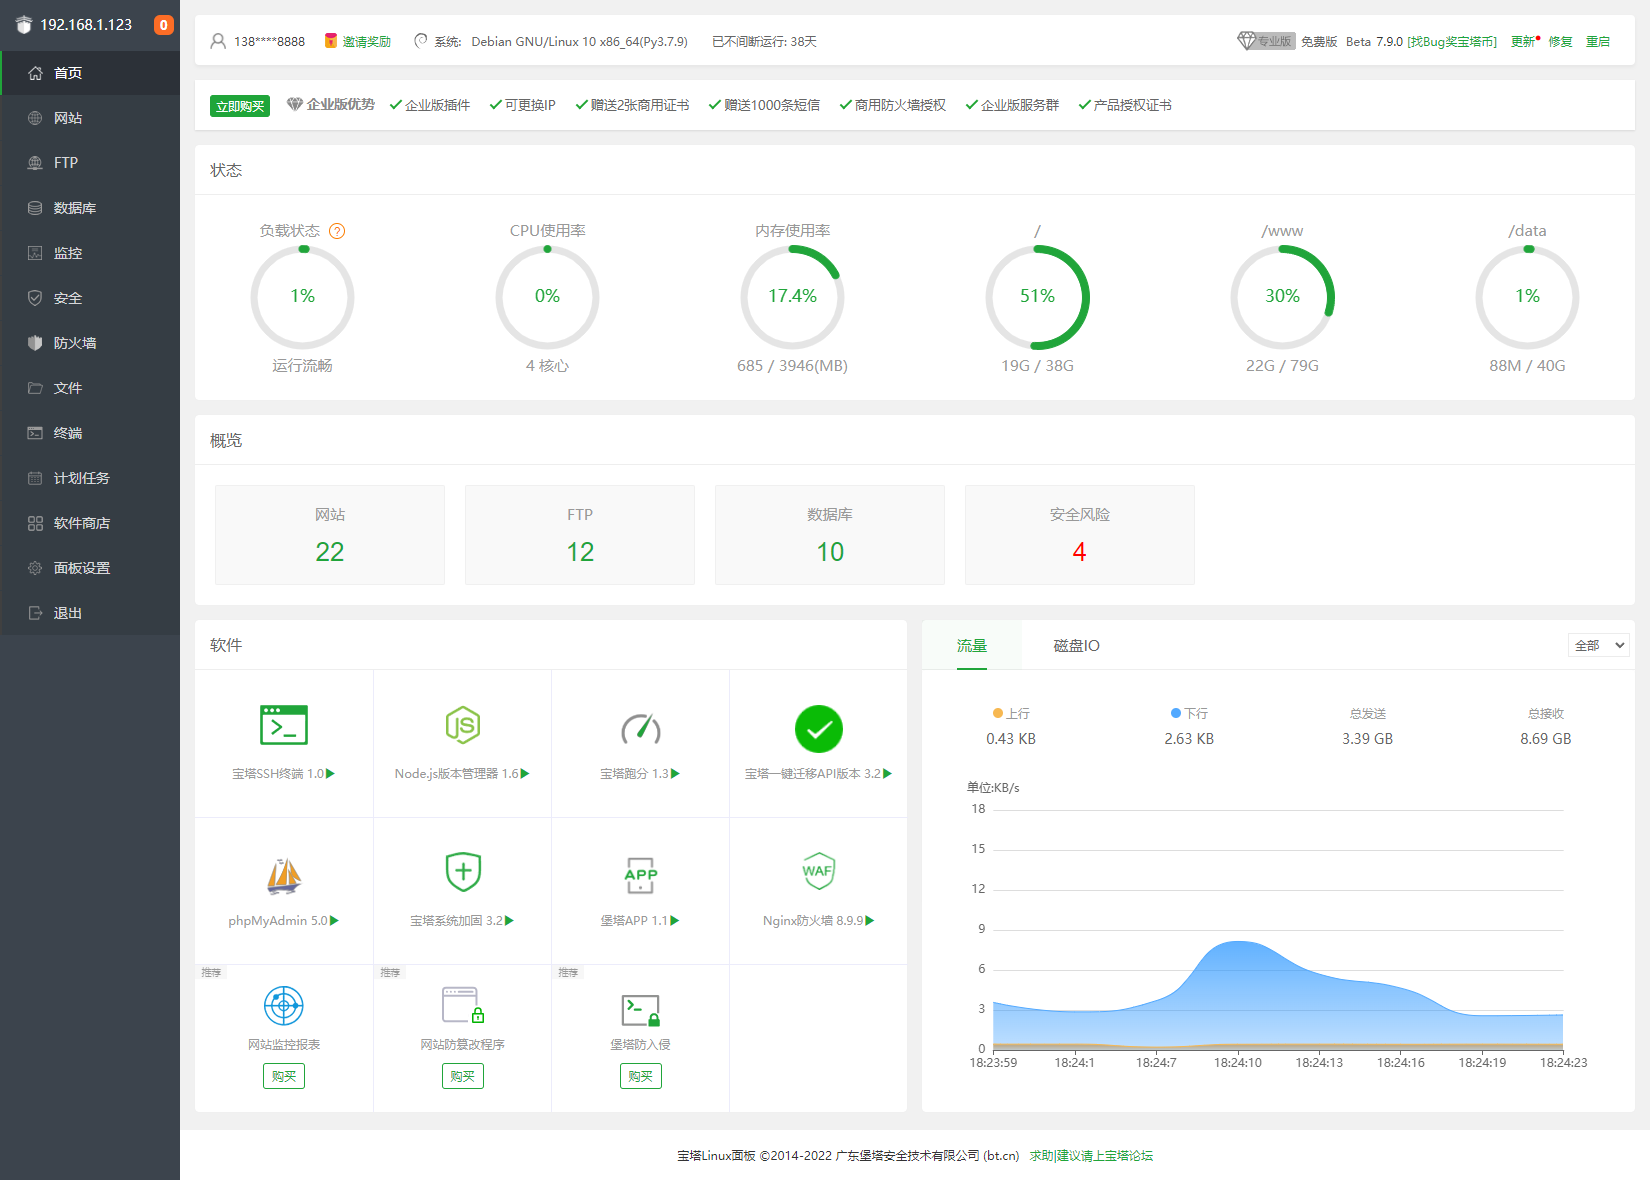 192.168.1.123 0
首页
网站
FTP
数据库
监控
安全
防火墙
文件
终端
计划任务
软件商店
面板设置
退出
138****8888 邀请奖励 系统: Debian GNU/Linux 10 x86_64(Py3.7.9) 已不间断运行: 38天 专业版 免费版 Beta 7.9.0 [找Bug奖宝塔币] 更新 修复 重启
立即购买 企业版优势 企业版插件 可更换IP 赠送2张商用证书 赠送1000条短信 商用防火墙授权 企业版服务群 产品授权证书
状态
负载状态 ? CPU使用率 内存使用率 / /www /data
1% 0% 17.4% 51% 30% 1%
运行流畅 4 核心 685 / 3946(MB) 19G / 38G 22G / 79G 88M / 40G
概览
网站 FTP 数据库 安全风险
22 12 10 4
软件
宝塔SSH终端 1.0 Node.js版本管理器 1.6 宝塔跑分 1.3 宝塔一键迁移API版本 3.2
JS
APP WAF
phpMyAdmin 5.0 宝塔系统加固 3.2 堡塔APP 1.1 Nginx防火墙 8.9.9
推荐 推荐 推荐
网站监控报表 网站防篡改程序 堡塔防入侵
购买 购买 购买
流量 磁盘IO 全部
上行 下行 总发送 总接收
0.43 KB 2.63 KB 3.39 GB 8.69 GB
单位:KB/s
18
15
12
9
6
3
0
18:23:59 18:24:1 18:24:7 18:24:10 18:24:13 18:24:16 18:24:19 18:24:23
宝塔Linux面板 ©2014-2022 广东堡塔安全技术有限公司 (bt.cn) 求助|建议请上宝塔论坛